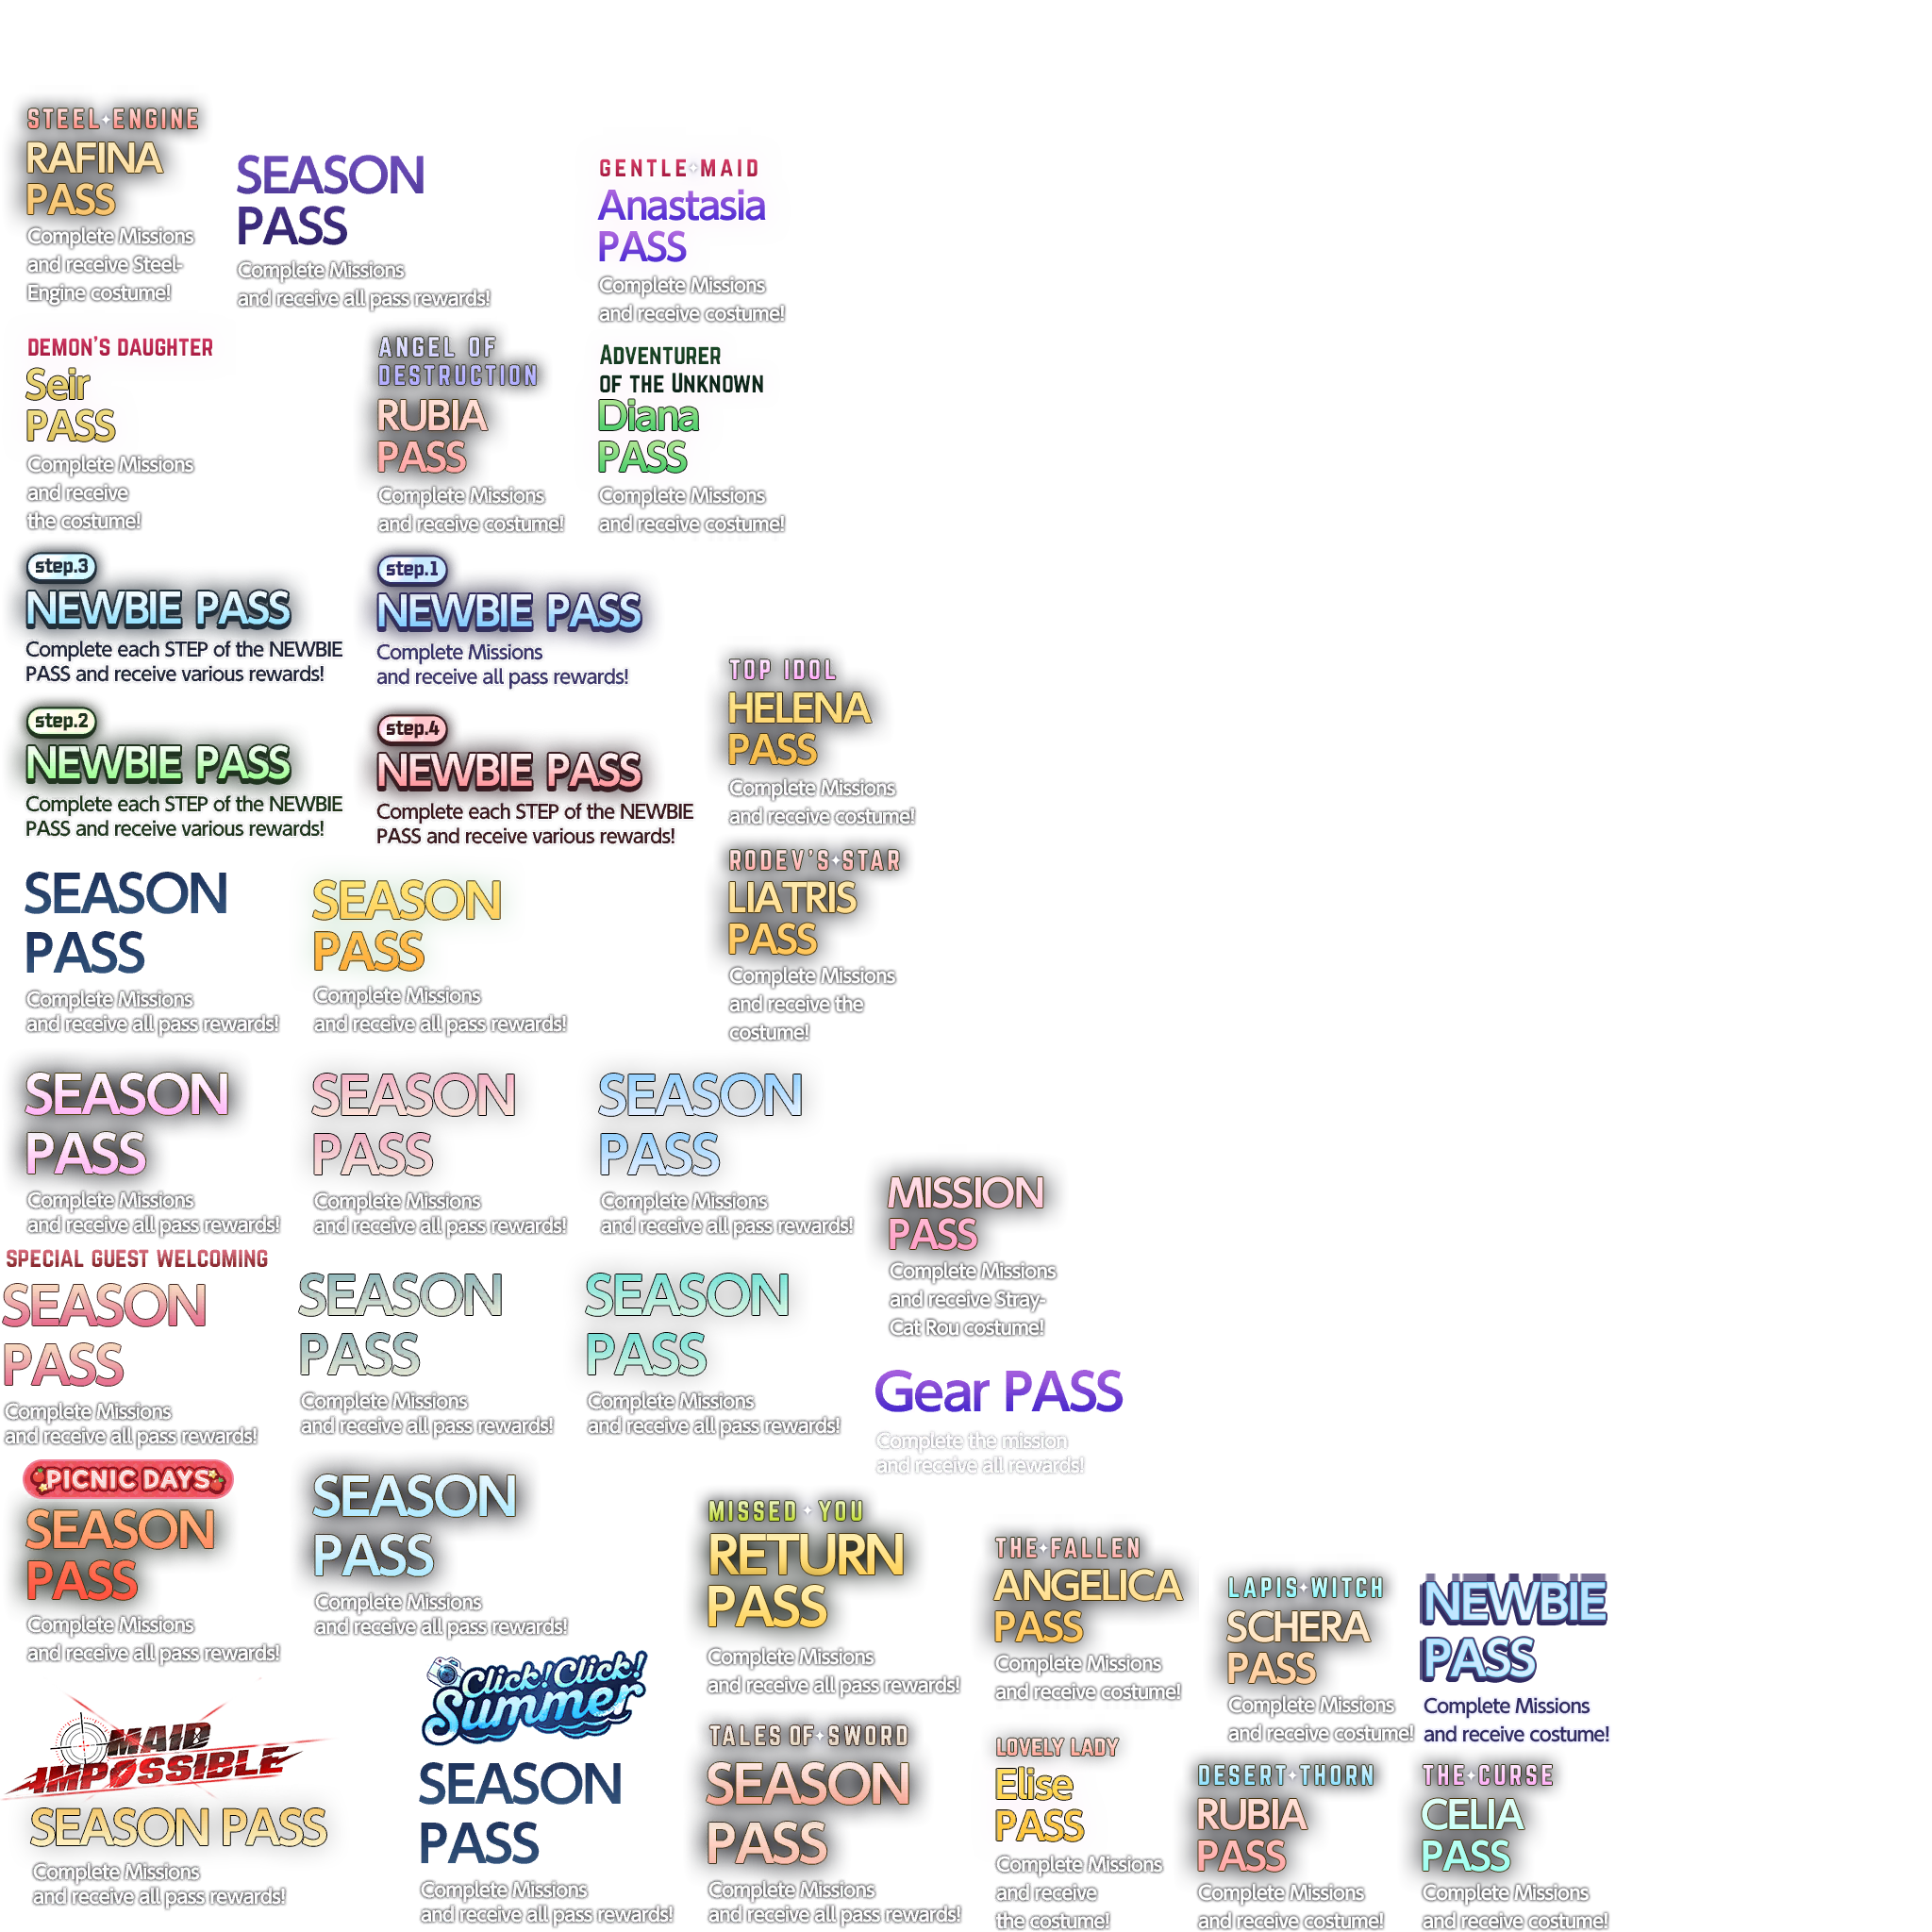 STEEL✦ENGINE
RAFINA
PASS
Complete Missions
and receive Steel-
Engine costume!
SEASON
PASS
Complete Missions
and receive all pass rewards!
GENTLE✦MAID
Anastasia
PASS
Complete Missions
and receive costume!
DEMON'S DAUGHTER
Seir
PASS
Complete Missions
and receive
the costume!
ANGEL OF
DESTRUCTION
RUBIA
PASS
Complete Missions
and receive costume!
ADVENTURER
OF THE UNKNOWN
Diana
PASS
Complete Missions
and receive costume!
step.3
NEWBIE PASS
Complete each STEP of the NEWBIE
PASS and receive various rewards!
step.1
NEWBIE PASS
Complete Missions
and receive all pass rewards!
step.2
NEWBIE PASS
Complete each STEP of the NEWBIE
PASS and receive various rewards!
step.4
NEWBIE PASS
Complete each STEP of the NEWBIE
PASS and receive various rewards!
TOP IDOL
HELENA
PASS
Complete Missions
and receive costume!
SEASON
PASS
Complete Missions
and receive all pass rewards!
SEASON
PASS
Complete Missions
and receive all pass rewards!
RODEV'S✦STAR
LIATRIS
PASS
Complete Missions
and receive the
costume!
SEASON
PASS
Complete Missions
and receive all pass rewards!
SEASON
PASS
Complete Missions
and receive all pass rewards!
SEASON
PASS
Complete Missions
and receive all pass rewards!
MISSION
PASS
Complete Missions
and receive Stray-
Cat Rou costume!
SPECIAL GUEST WELCOMING
SEASON
PASS
Complete Missions
and receive all pass rewards!
SEASON
PASS
Complete Missions
and receive all pass rewards!
SEASON
PASS
Complete Missions
and receive all pass rewards!
Gear PASS
Complete the mission
and receive all rewards!
PICNIC DAYS
SEASON
PASS
Complete Missions
and receive all pass rewards!
SEASON
PASS
Complete Missions
and receive all pass rewards!
MISSED✦YOU
RETURN
PASS
Complete Missions
and receive all pass rewards!
THE✦FALLEN
ANGELICA
PASS
Complete Missions
and receive costume!
LAPIS✦WITCH
SCHERA
PASS
Complete Missions
and receive costume!
NEWBIE
PASS
Complete Missions
and receive costume!
MAID
IMPOSSIBLE
SEASON PASS
Complete Missions
and receive all pass rewards!
Click! Click!
Summer
SEASON
PASS
Complete Missions
and receive all pass rewards!
TALES OF✦SWORD
SEASON
PASS
Complete Missions
and receive all pass rewards!
LOVELY LADY
Elise
PASS
Complete Missions
and receive
the costume!
DESERT✦THORN
RUBIA
PASS
Complete Missions
and receive costume!
THE✦CURSE
CELIA
PASS
Complete Missions
and receive costume!